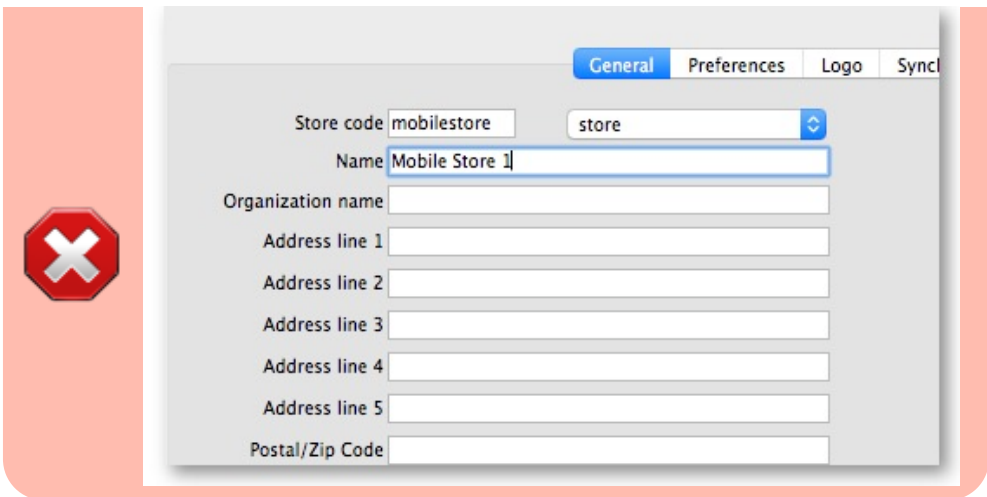 General Preferences Logo
Store code mobilestore store
Name Mobile Store 1
Organization name
Address line 1
Address line 2
Address line 3
Address line 4
Address line 5
Postal/Zip Code